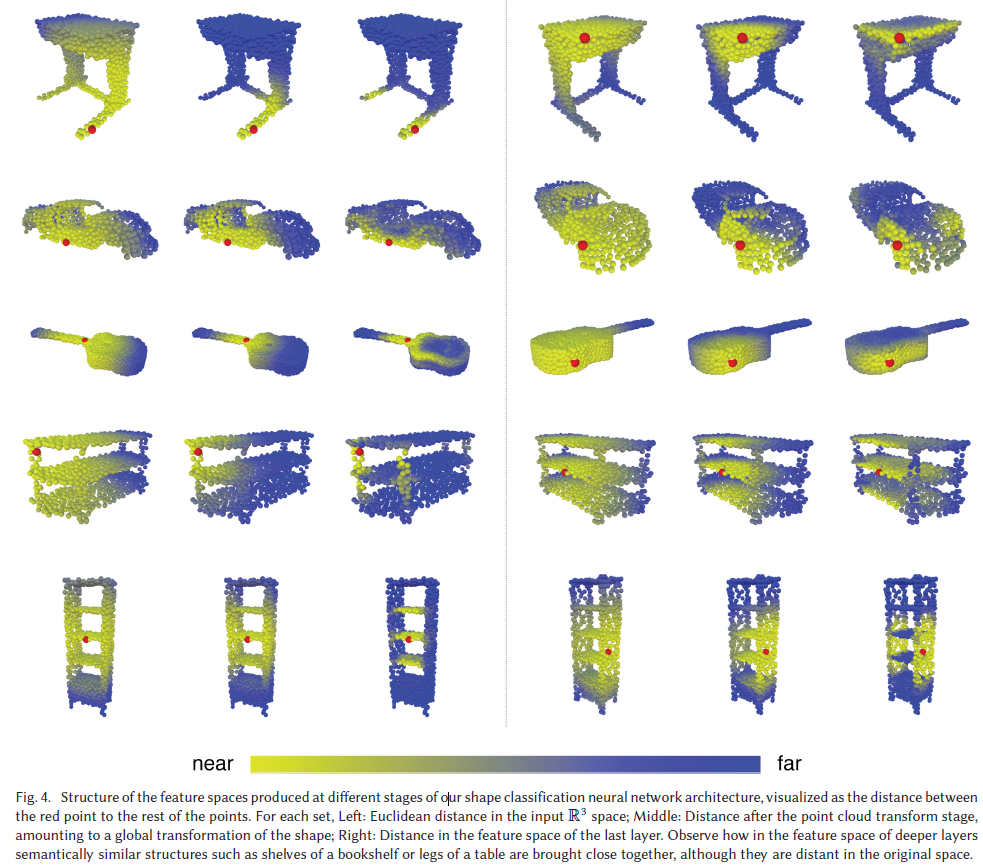 near far
Fig. 4. Structure of the feature spaces produced at different stages of our shape classification neural network architecture, visualized as the distance between
the red point to the rest of the points. For each set, Left: Euclidean distance in the input ℝ³ space; Middle: Distance after the point cloud transform stage,
amounting to a global transformation of the shape; Right: Distance in the feature space of the last layer. Observe how in the feature space of deeper layers
semantically similar structures such as shelves of a bookshelf or legs of a table are brought close together, although they are distant in the original space.